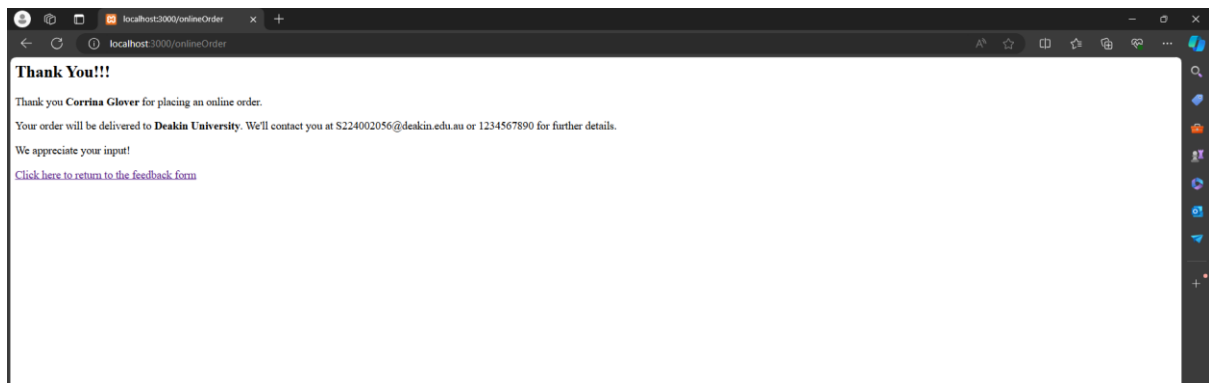 localhost:3000/onlineOrder
localhost:3000/onlineOrder
Thank You!!!
Thank you Corrina Glover for placing an online order.
Your order will be delivered to Deakin University. We'll contact you at S224002056@deakin.edu.au or 1234567890 for further details.
We appreciate your input!
Click here to return to the feedback form